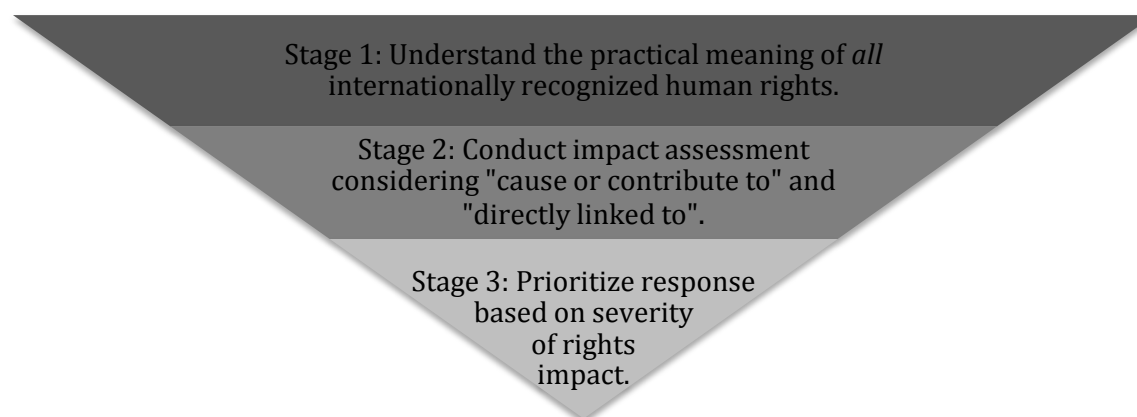 Stage 1: Understand the practical meaning of all
internationally recognized human rights.
Stage 2: Conduct impact assessment
considering "cause or contribute to" and
"directly linked to".
Stage 3: Prioritize response
based on severity
of rights
impact.